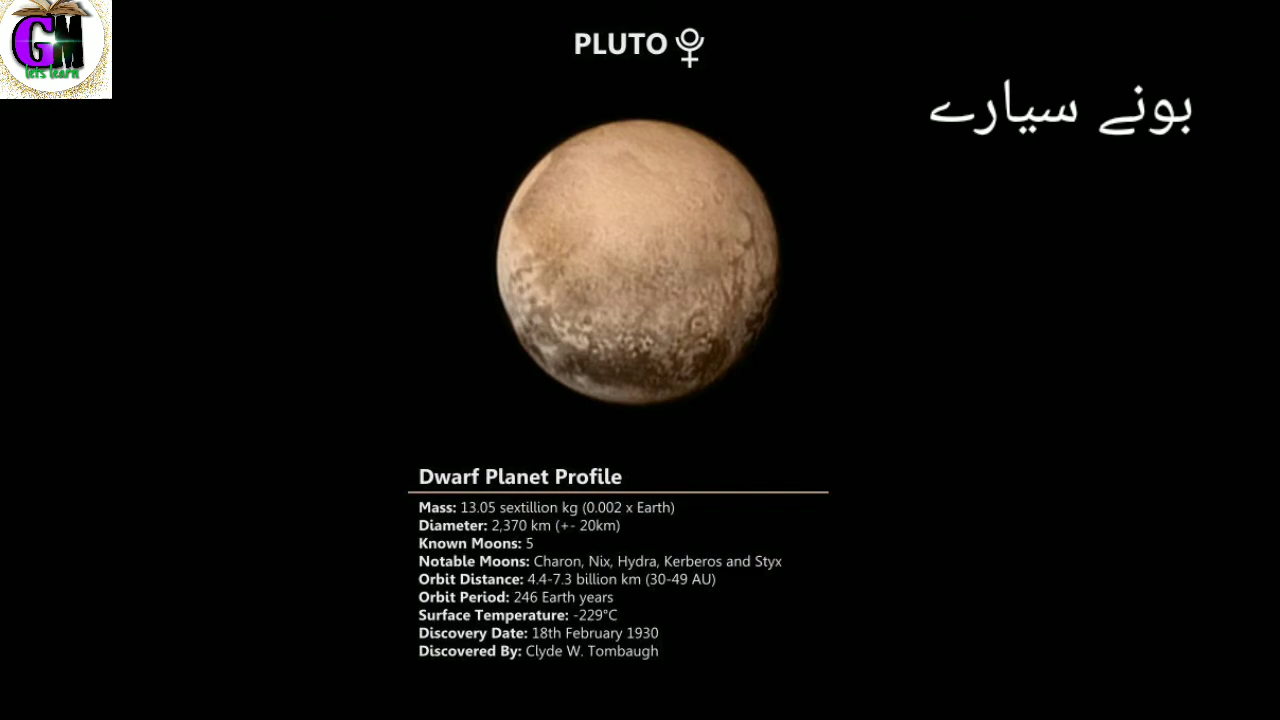 GM
lets learn
PLUTO
بونے سیارے
Dwarf Planet Profile
Mass: 13.05 sextillion kg (0.002 x Earth)
Diameter: 2,370 km (+- 20km)
Known Moons: 5
Notable Moons: Charon, Nix, Hydra, Kerberos and Styx
Orbit Distance: 4.4-7.3 billion km (30-49 AU)
Orbit Period: 246 Earth years
Surface Temperature: -229°C
Discovery Date: 18th February 1930
Discovered By: Clyde W. Tombaugh